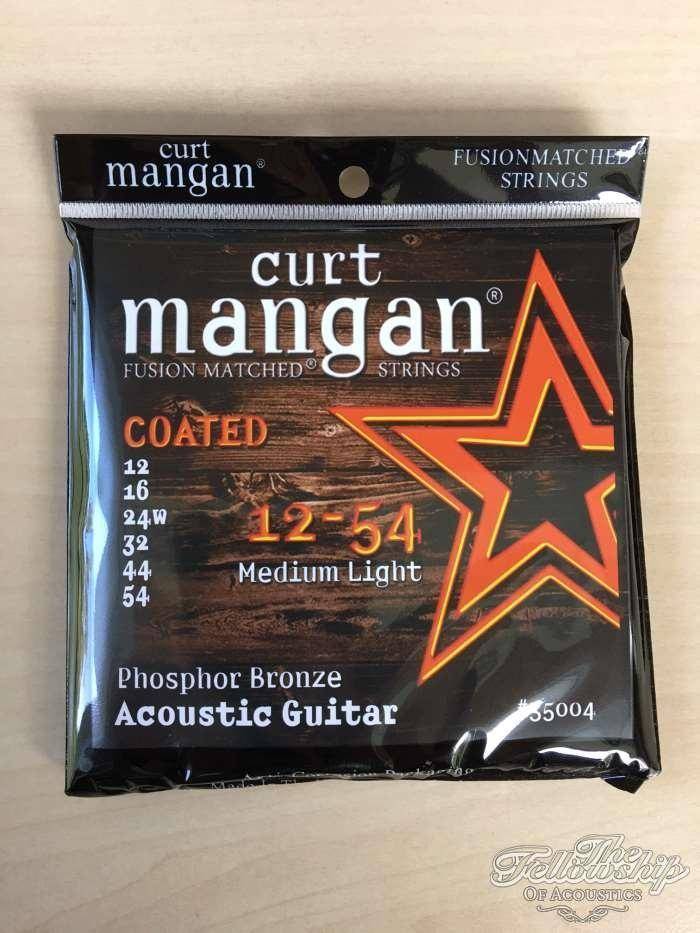 curt
mangan®
FUSIONMATCHED
STRINGS
curt
mangan®
FUSION MATCHED® STRINGS
COATED
12
16
24W
32
44
54
12-54
Medium Light
Phosphor Bronze
Acoustic Guitar
#35004
The
Fellowship
OF ACOUSTICS